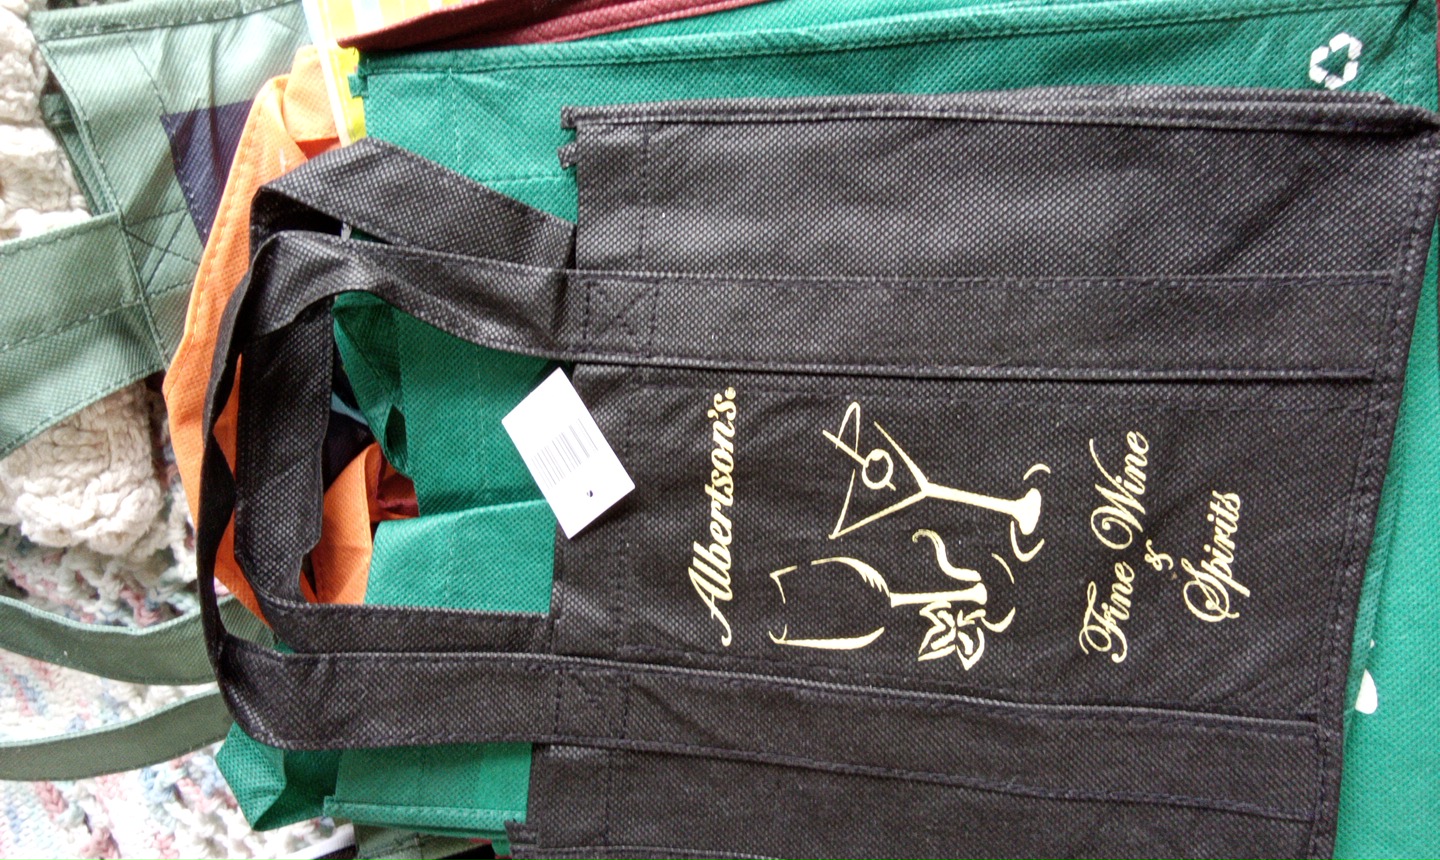 Albertson's.
Fine Wine
&
Spirits